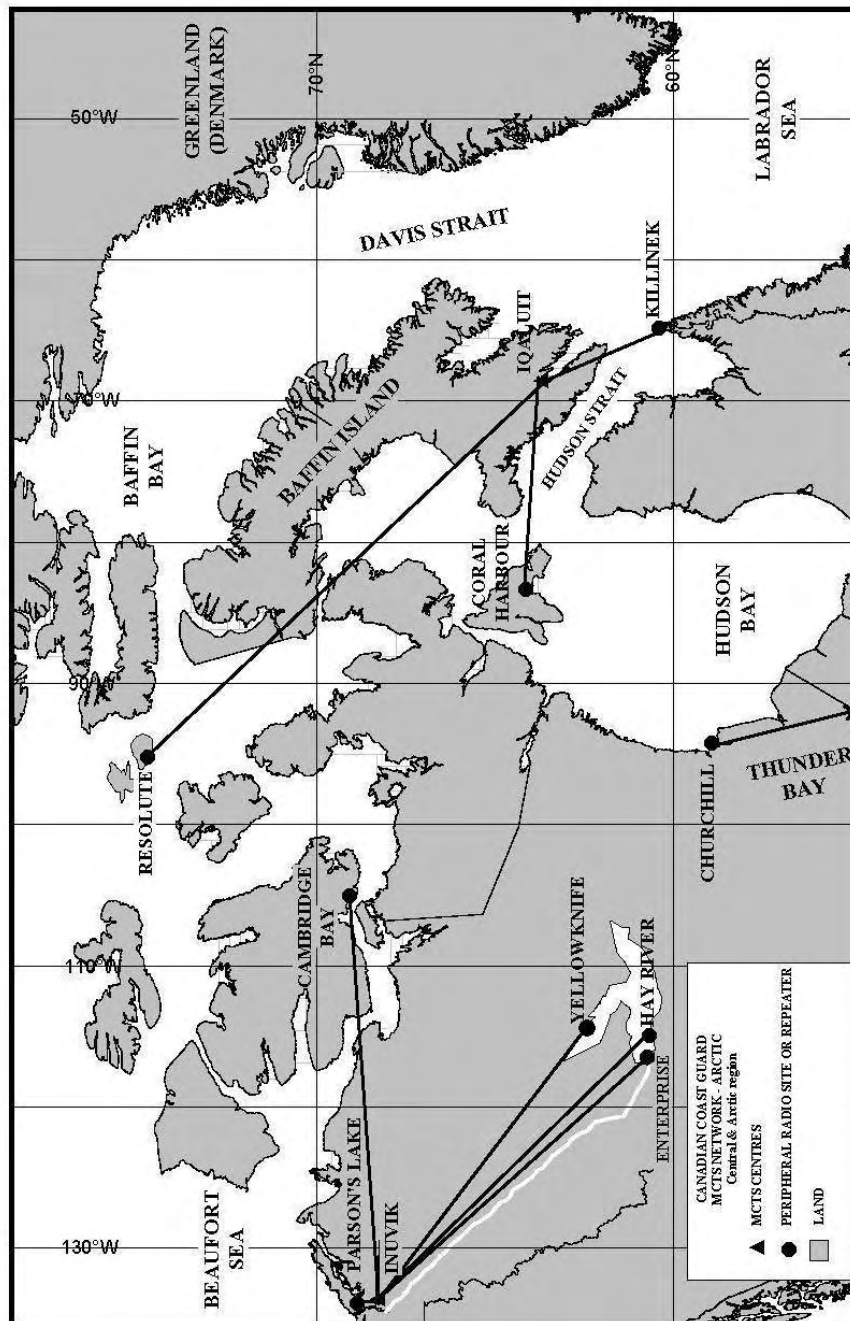 BEAUFORT
SEA
BAFFIN
BAY
GREENLAND
(DENMARK)
130°W
110°W
90°W
70°W
50°W
RESOLUTE
70°N
PARSON'S LAKE
INUVIK
CAMBRIDGE
BAY
BAFFIN ISLAND
DAVIS STRAIT
CORAL
HARBOUR
IQALUIT
HUDSON STRAIT
YELLOWKNIFE
HAY RIVER
ENTERPRISE
KILLINEK
60°N
CHURCHILL
THUNDER
BAY
HUDSON
BAY
LABRADOR
SEA
CANADIAN COAST GUARD
MCTS NETWORK - ARCTIC
Central & Arctic region
MCTS CENTRES
PERIPHERAL RADIO SITE OR REPEATER
LAND